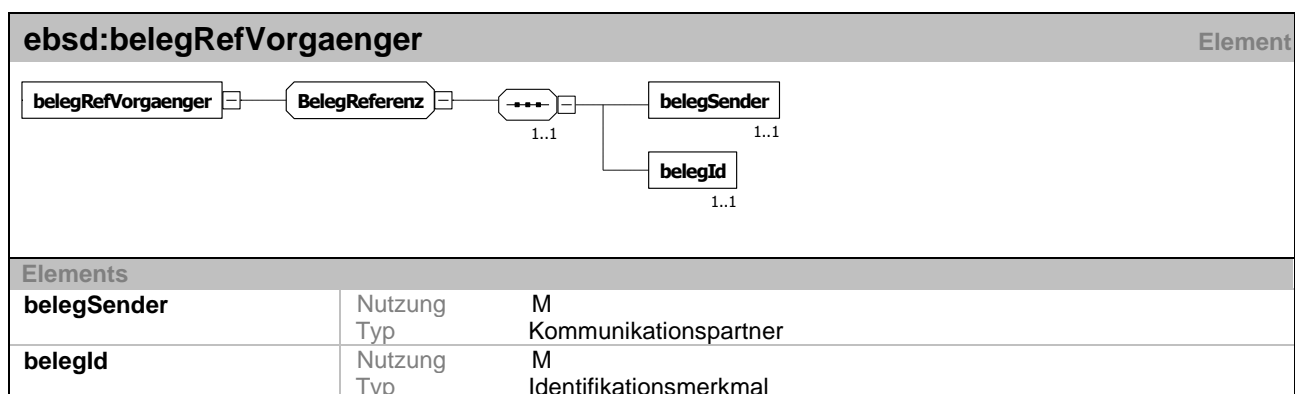 ebsd:belegRefVorgaenger Element
belegRefVorgaenger BelegReferenz belegSender
1..1 1..1
belegId
1..1
Elements
belegSender Nutzung M
Typ Kommunikationspartner
belegId Nutzung M
Typ Identifikationsmerkmal